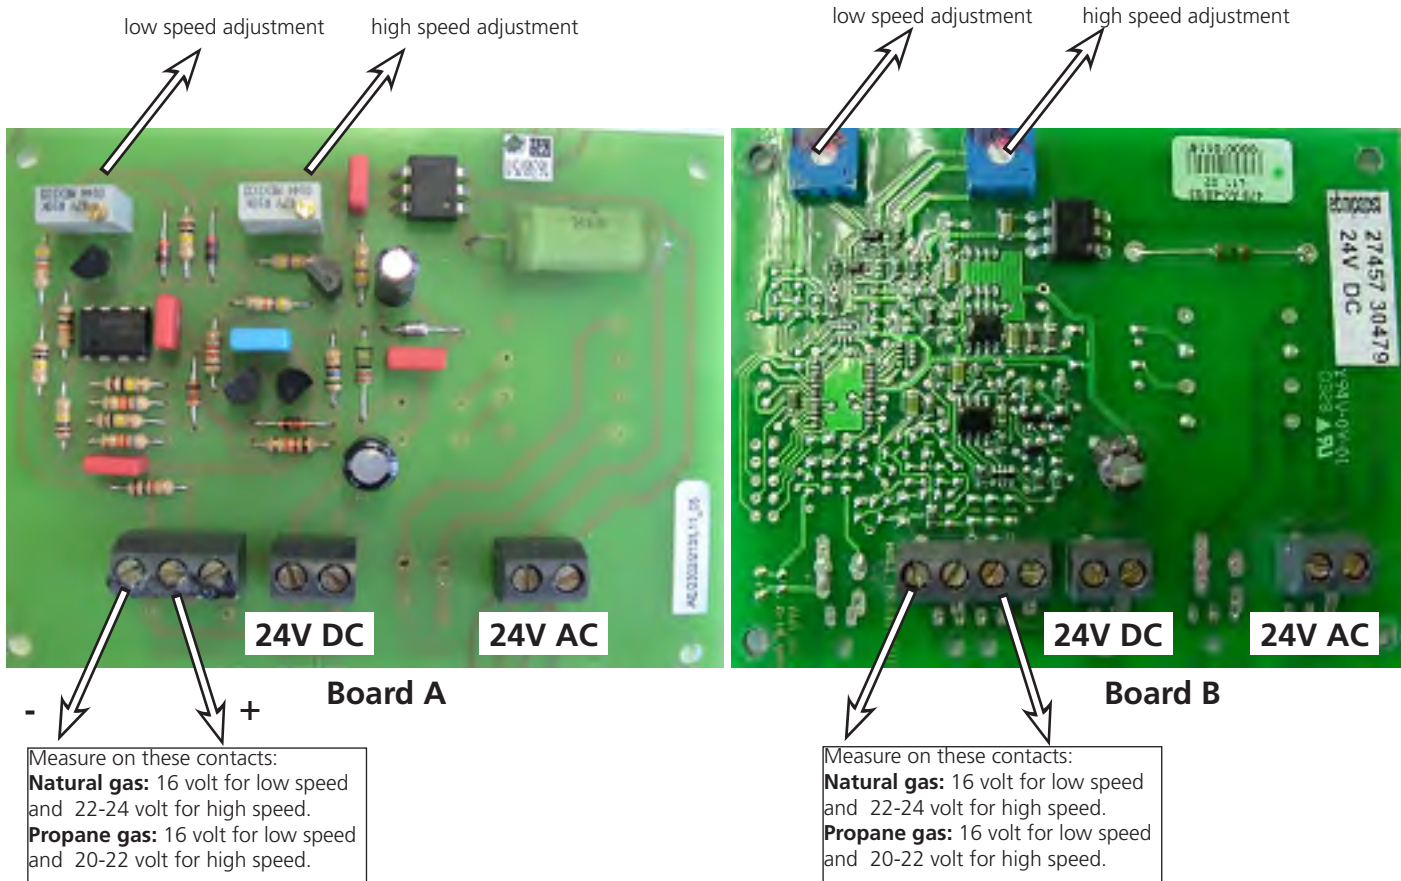 low speed adjustment
high speed adjustment
low speed adjustment
high speed adjustment
27457 30479
24V DC
24V DC
24V AC
24V DC
24V AC
Board A
Board B
-
+
Measure on these contacts:
Natural gas: 16 volt for low speed
and 22-24 volt for high speed.
Propane gas: 16 volt for low speed
and 20-22 volt for high speed.
Measure on these contacts:
Natural gas: 16 volt for low speed
and 22-24 volt for high speed.
Propane gas: 16 volt for low speed
and 20-22 volt for high speed.